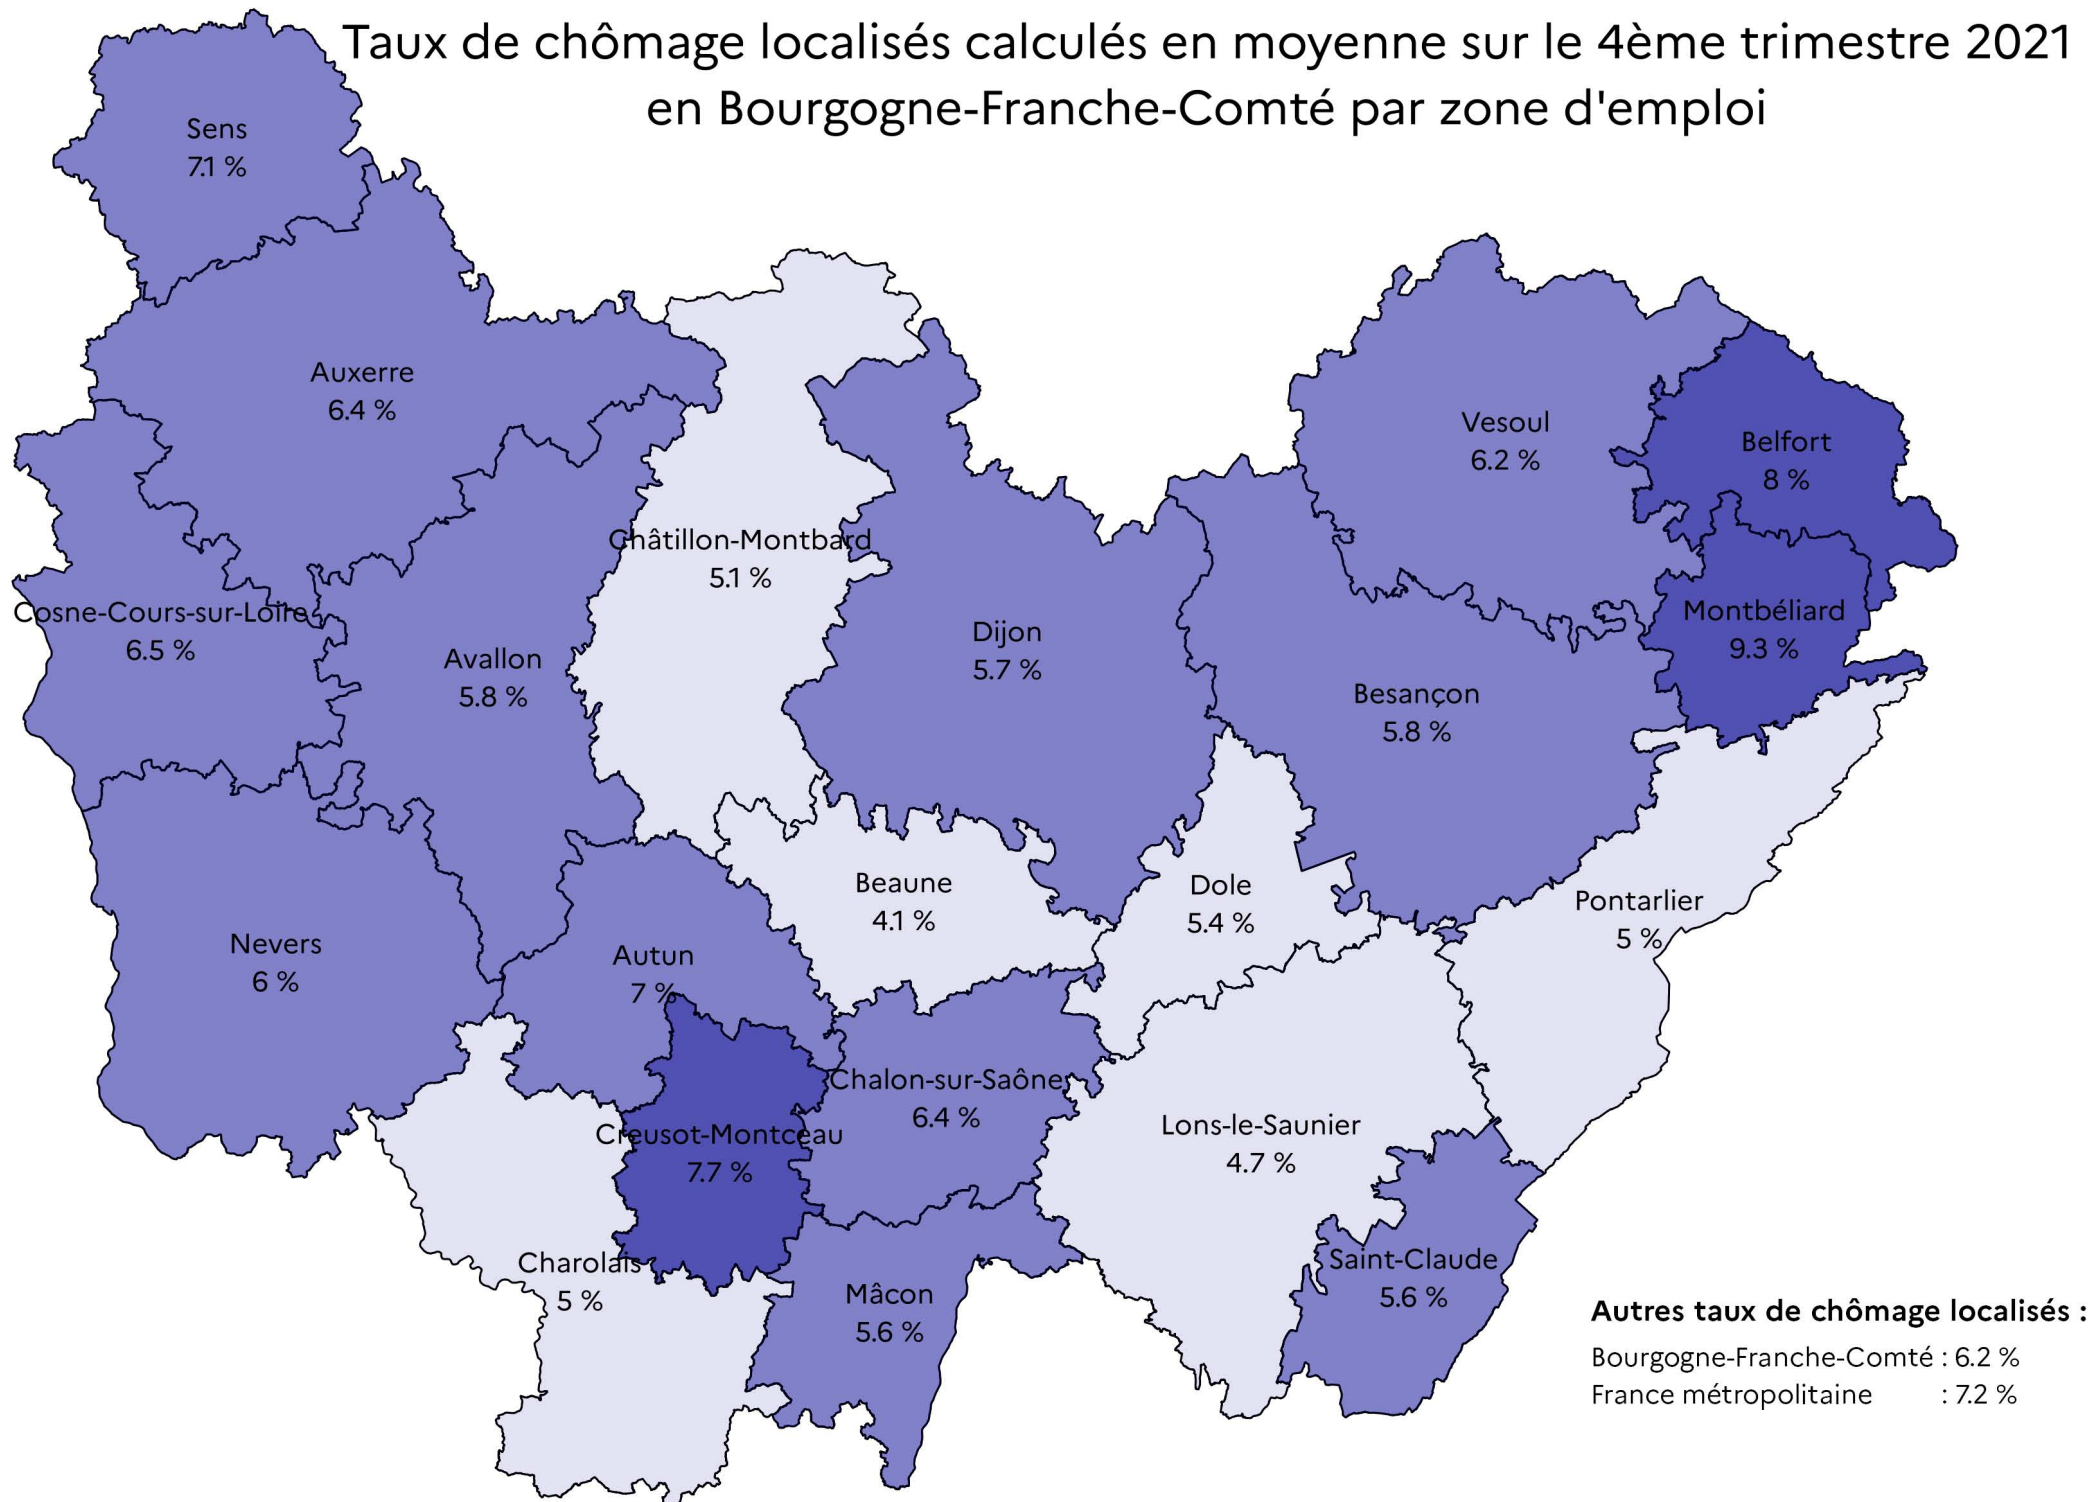 Taux de chômage localisés calculés en moyenne sur le 4ème trimestre 2021
en Bourgogne-Franche-Comté par zone d'emploi
Sens
7.1 %
Auxerre
6.4 %
Vesoul
6.2 %
Belfort
8 %
Châtillon-Montbard
5.1 %
Cosne-Cours-sur-Loire
6.5 %
Montbéliard
9.3 %
Dijon
5.7 %
Avallon
5.8 %
Besançon
5.8 %
Beaune
4.1 %
Dole
5.4 %
Pontarlier
5 %
Nevers
6 %
Autun
7 %
Chalon-sur-Saône
6.4 %
Creusot-Montceau
7.7 %
Lons-le-Saunier
4.7 %
Charolais
5 %
Mâcon
5.6 %
Saint-Claude
5.6 %
Autres taux de chômage localisés :
Bourgogne-Franche-Comté : 6.2 %
France métropolitaine : 7.2 %